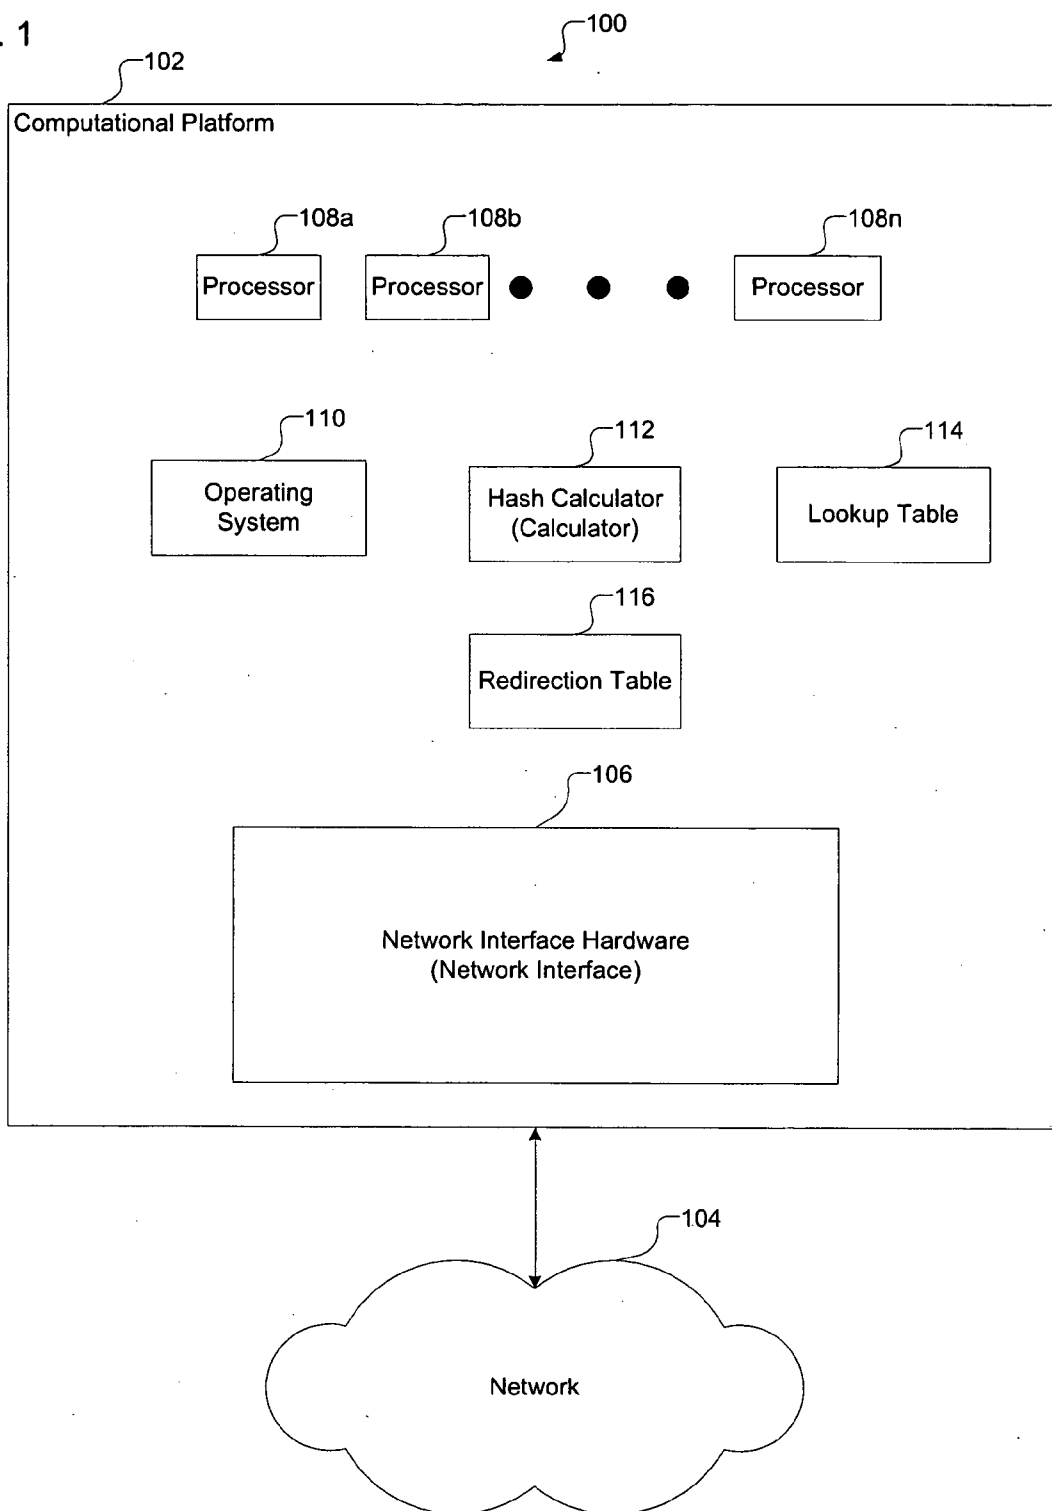 . 1
100
102
Computational Platform
108a
108b
108n
Processor
Processor
Processor
110
112
114
Operating
System
Hash Calculator
(Calculator)
Lookup Table
116
Redirection Table
106
Network Interface Hardware
(Network Interface)
104
Network